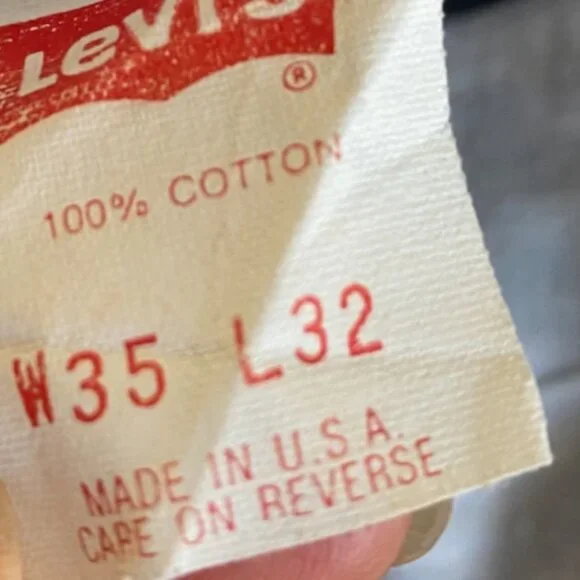 Levi's
®
100% COTTON
W35 L32
MADE IN U.S.A.
CARE ON REVERSE